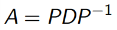 A = PDP⁻¹